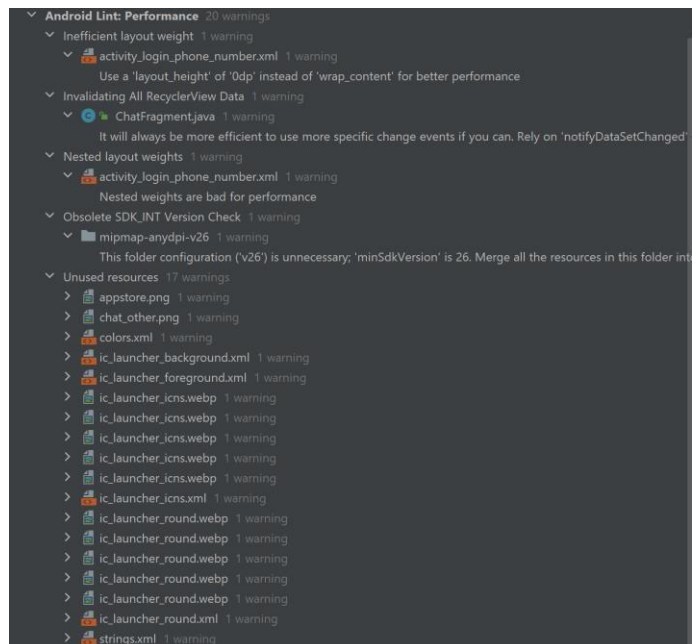 Android Lint: Performance 20 warnings
Inefficient layout weight 1 warning
activity_login_phone_number.xml 1 warning
Use a 'layout_height' of '0dp' instead of 'wrap_content' for better performance
Invalidating All RecyclerView Data 1 warning
ChatFragment.java 1 warning
It will always be more efficient to use more specific change events if you can. Rely on 'notifyDataSetChanged'
Nested layout weights 1 warning
activity_login_phone_number.xml 1 warning
Nested weights are bad for performance
Obsolete SDK_INT Version Check 1 warning
mipmap-anydpi-v26 1 warning
This folder configuration ('v26') is unnecessary; 'minSdkVersion' is 26. Merge all the resources in this folder int
Unused resources 17 warnings
appstore.png 1 warning
chat_other.png 1 warning
colors.xml 1 warning
ic_launcher_background.xml 1 warning
ic_launcher_foreground.xml 1 warning
ic_launcher_icns.webp 1 warning
ic_launcher_icns.webp 1 warning
ic_launcher_icns.webp 1 warning
ic_launcher_icns.webp 1 warning
ic_launcher_icns.webp 1 warning
ic_launcher_icns.xml 1 warning
ic_launcher_round.webp 1 warning
ic_launcher_round.webp 1 warning
ic_launcher_round.webp 1 warning
ic_launcher_round.webp 1 warning
ic_launcher_round.webp 1 warning
ic_launcher_round.xml 1 warning
strings.xml 1 warning